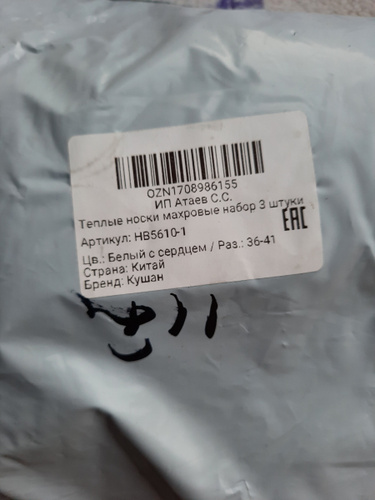 OZN1708986155
ИП Атаев С.С.
Теплые носки махровые набор 3 штуки
Артикул: HB5610-1
EAC
Цв.: Белый с сердцем / Раз.: 36-41
Страна: Китай
Бренд: Кушан